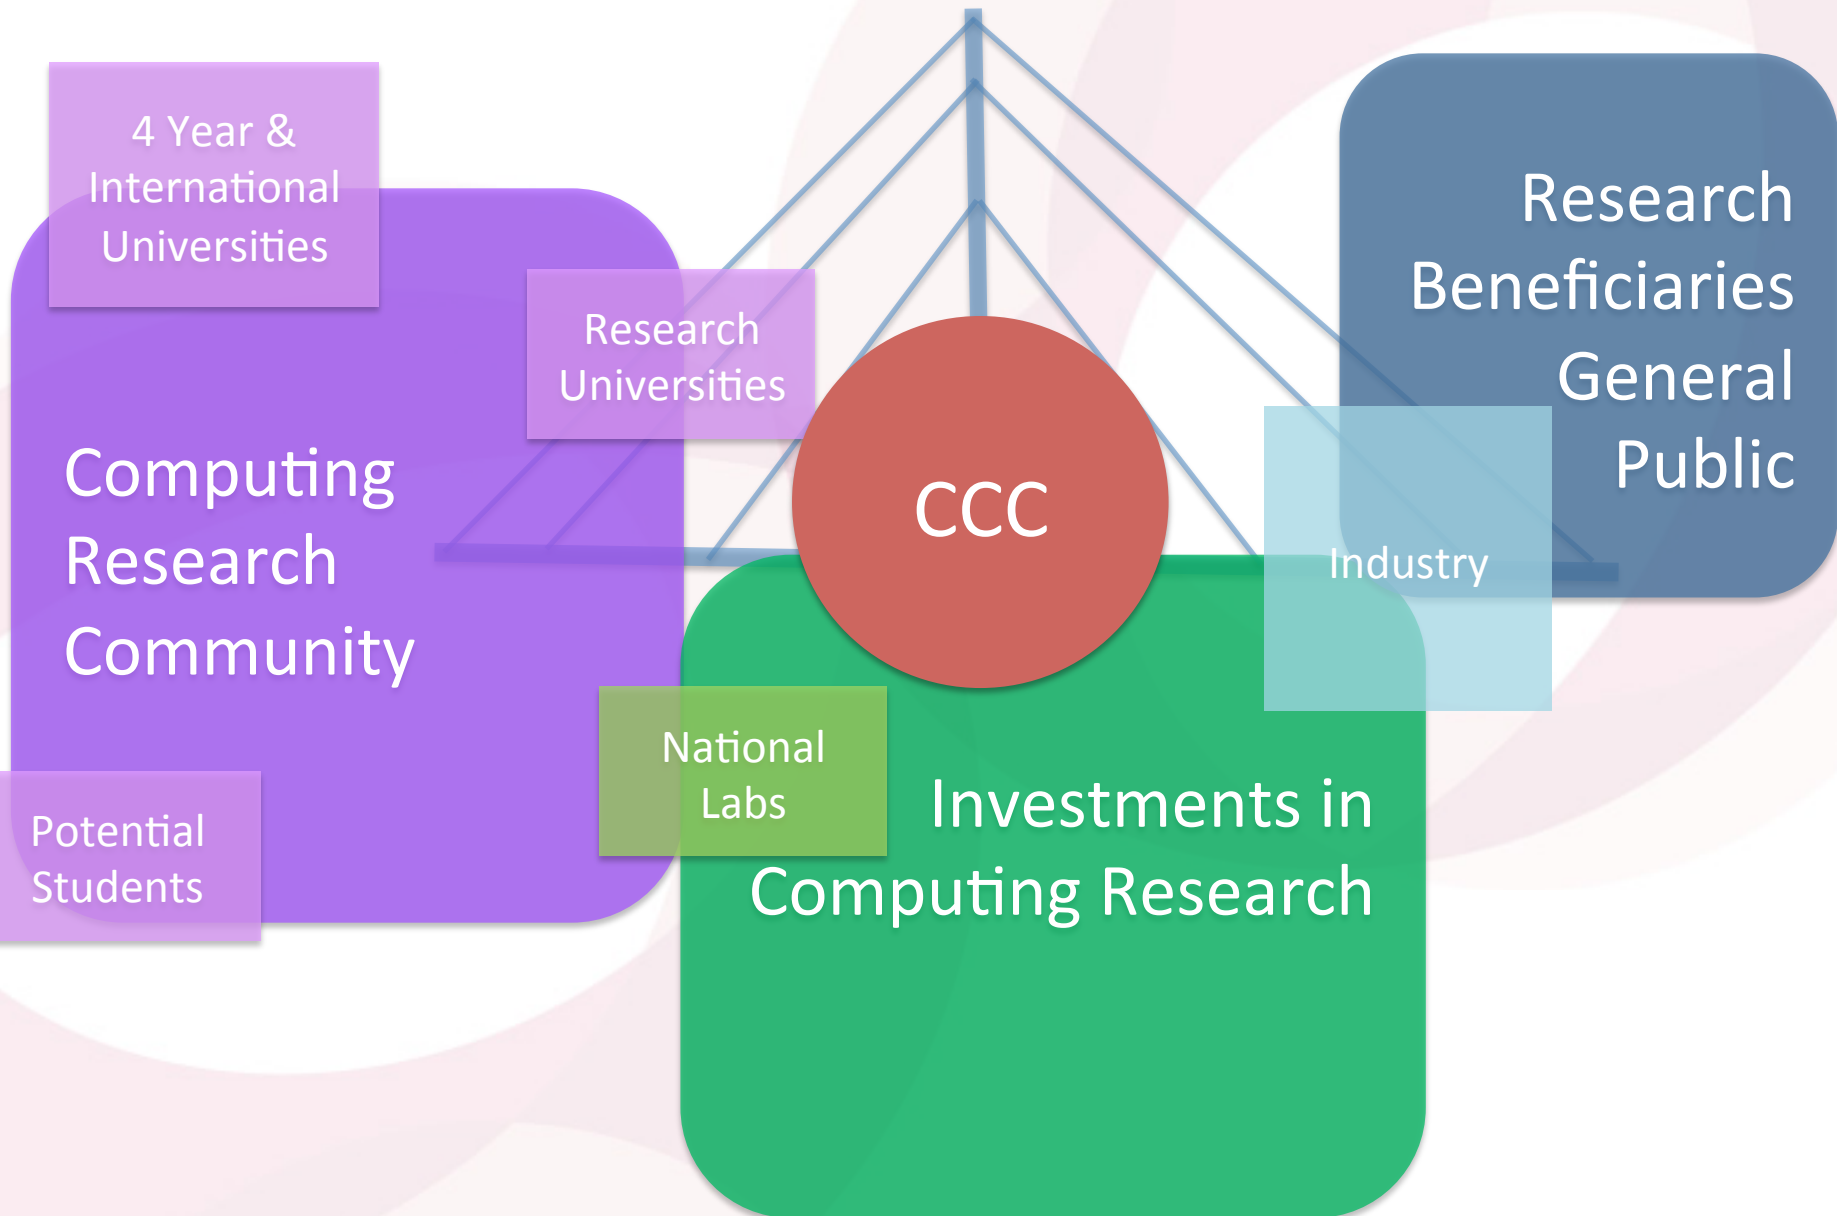 4 Year &
International
Universities
Research
Universities
Computing
Research
Community
Potential
Students
CCC
National
Labs
Investments in
Computing Research
Industry
Research
Beneficiaries
General
Public